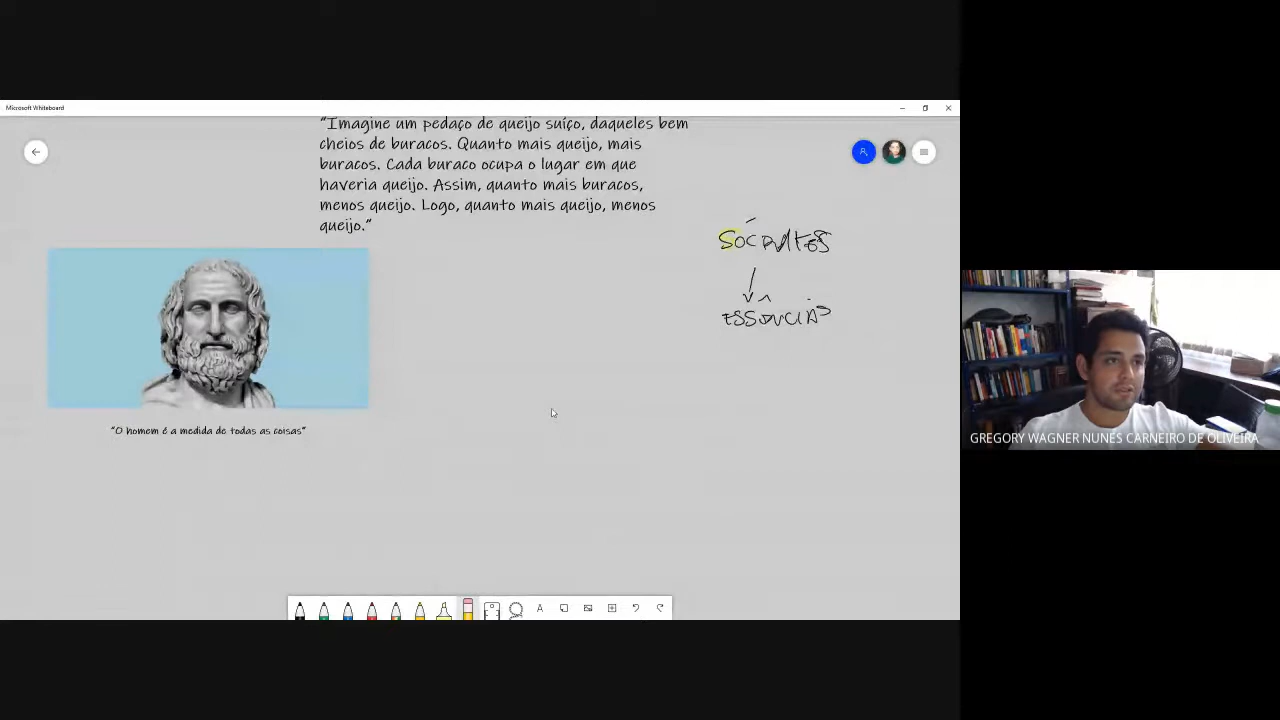 Microsoft Whiteboard
"Imagine um pedaço de queijo suíço, daqueles bem
cheios de buracos. Quanto mais queijo, mais
buracos. Cada buraco ocupa o lugar em que
haveria queijo. Assim, quanto mais buracos,
menos queijo. Logo, quanto mais queijo, menos
queijo."
SÓCRATES
ESSÊNCIAS
"O homem é a medida de todas as coisas"
GREGORY WAGNER NUNES CARNEIRO DE OLIVEIRA
A